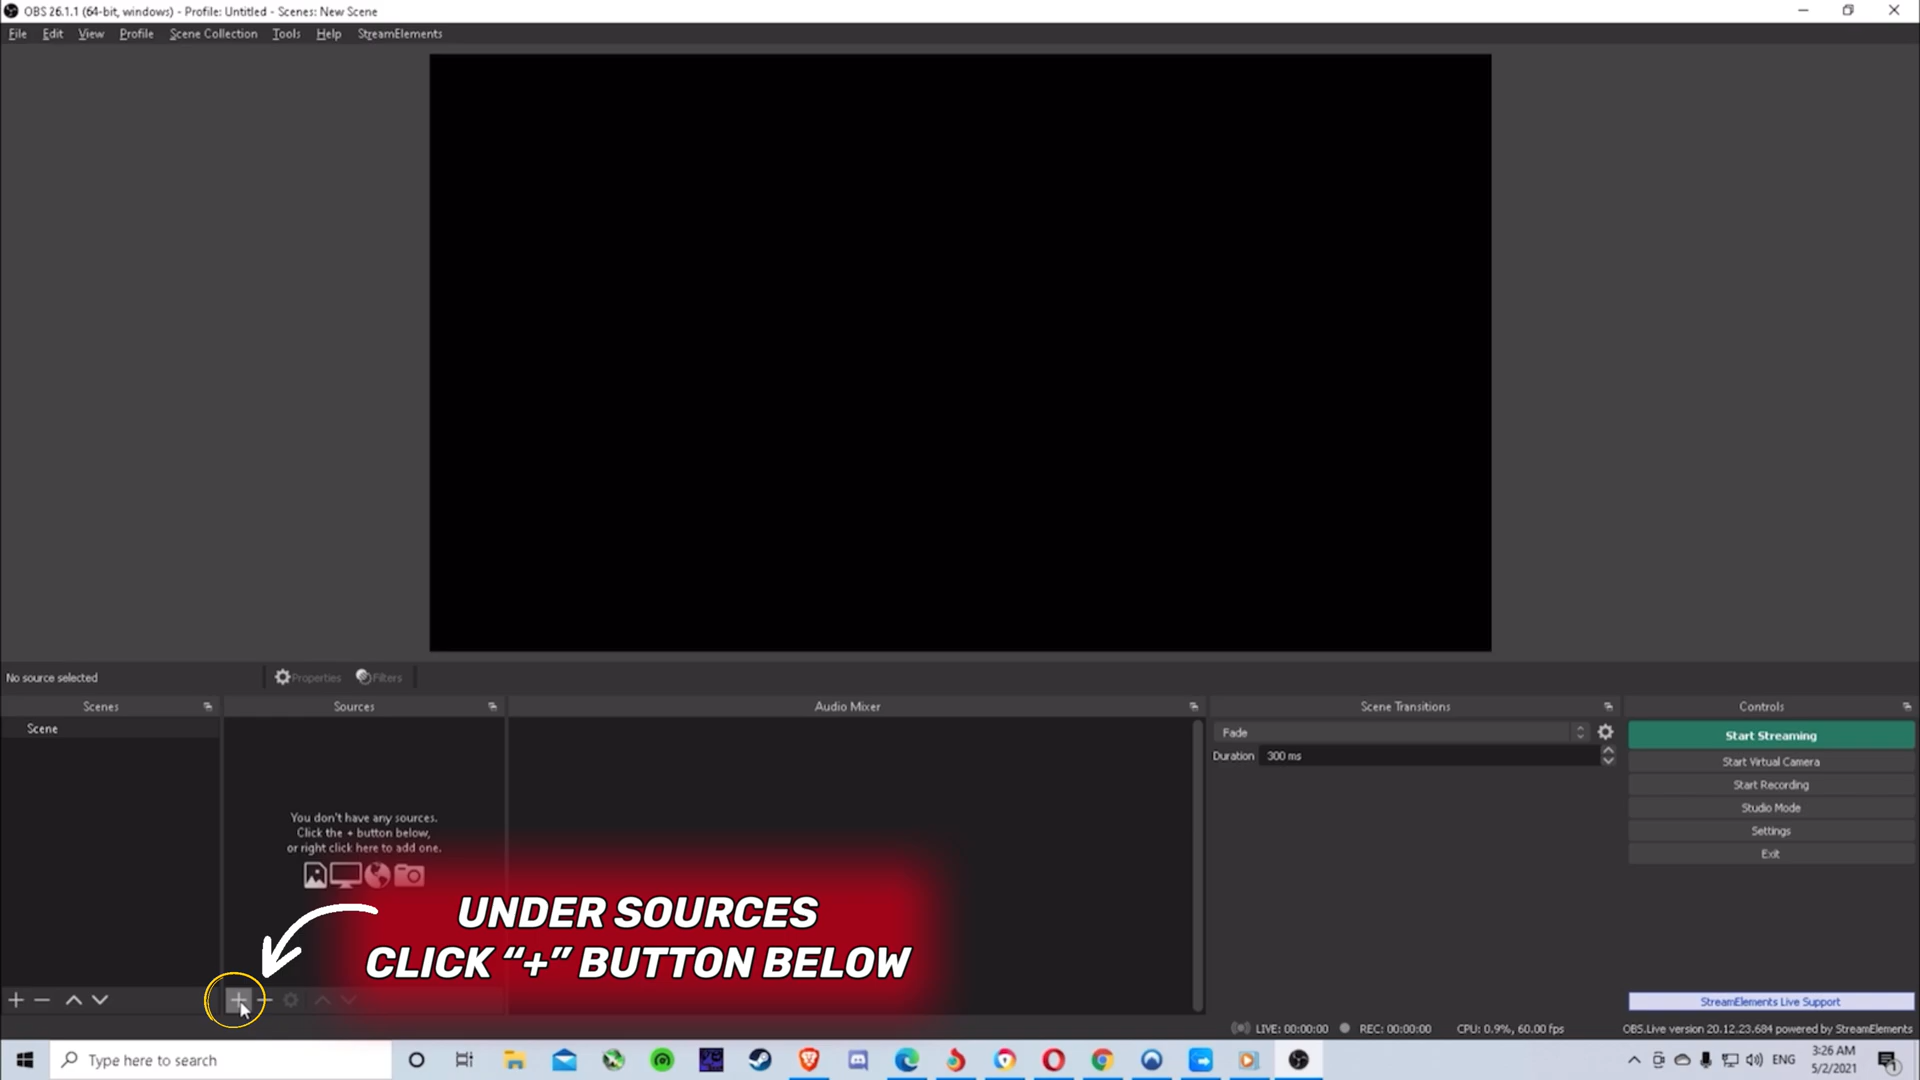 OBS 26.1.1 (64-bit, windows) - Profile: Untitled - Scenes: New Scene
File Edit View Profile Scene Collection Tools Help StreamElements
No source selected Properties Filters
Scenes Sources Audio Mixer Scene Transitions Controls
Scene
Fade
Duration 300 ms
Start Streaming
Start Virtual Camera
Start Recording
Studio Mode
Settings
Exit
You don't have any sources.
Click the + button below,
or right click here to add one.
UNDER SOURCES
CLICK “+” BUTTON BELOW
StreamElements Live Support
LIVE: 00:00:00 REC: 00:00:00 CPU: 0.9%, 60.00 fps OBS.Live version 20.12.23.684 powered by StreamElements
Type here to search
ENG
3:26 AM
5/2/2021
1